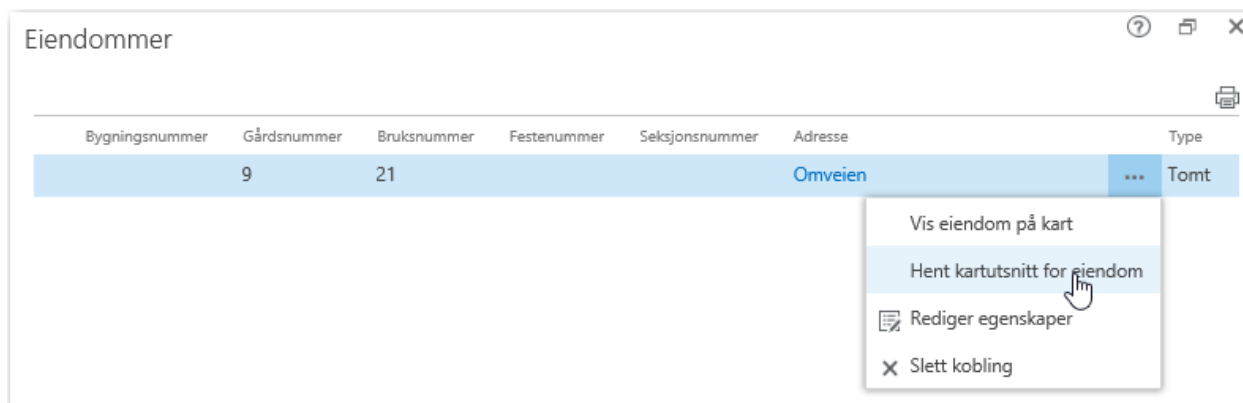 Eiendommer
Bygningsnummer Gårdsnummer Bruksnummer Festenummer Seksjonsnummer Adresse Type
9 21 Omveien ... Tomt
Vis eiendom på kart
Hent kartutsnitt for eiendom
Rediger egenskaper
Slett kobling